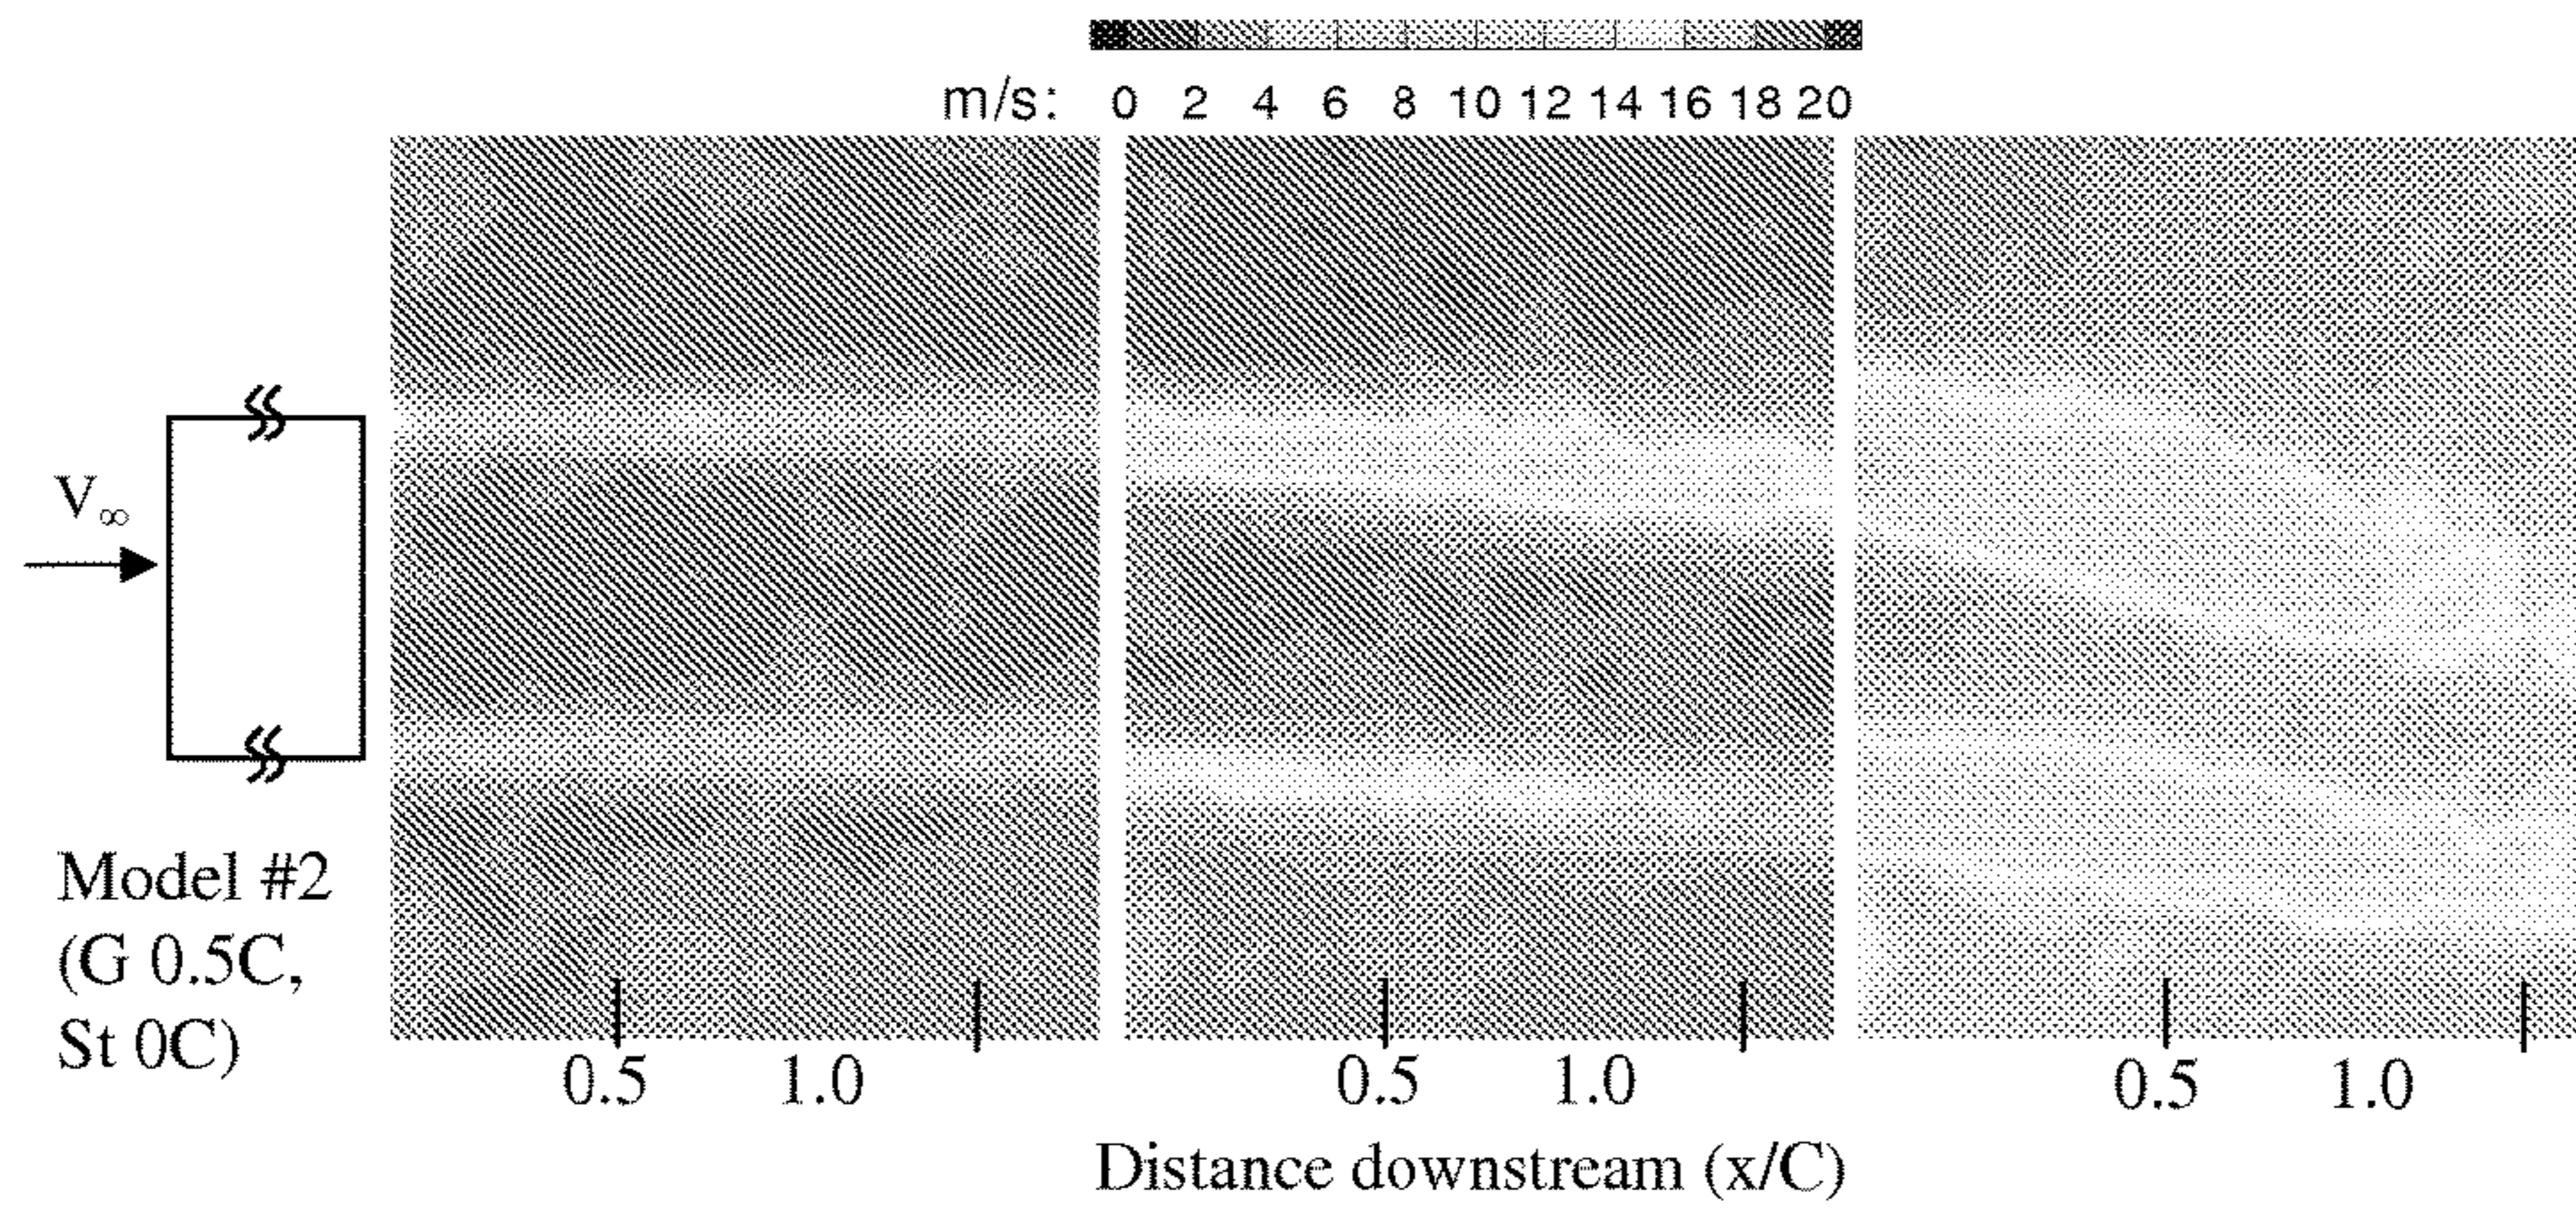 m/s: 0 2 4 6 8 10 12 14 16 18 20
V∞
Model #2
(G 0.5C,
St 0C)
0.5 1.0 0.5 1.0 0.5 1.0
Distance downstream (x/C)